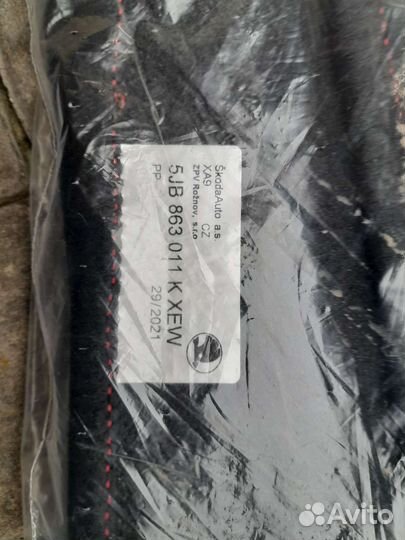 ŠkodaAuto a.s
XA9 CZ
ZPV Rožnov, s.r.o
5JB 863 011 K XEW
PP
29/2021
Avito